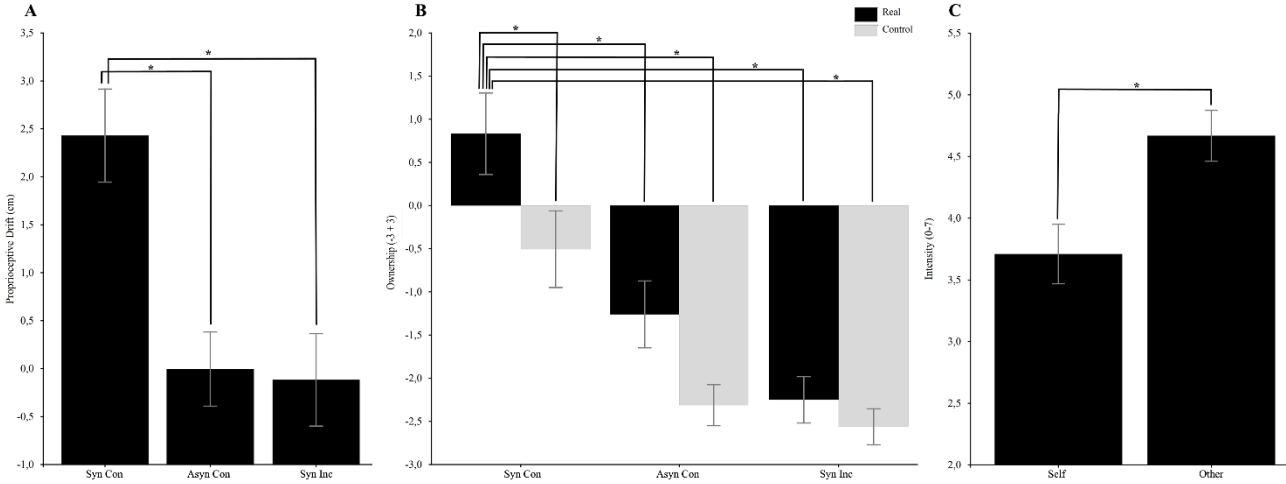 A
Proprioceptive Drift (cm)
3,5
3,0
2,5
2,0
1,5
1,0
0,5
0,0
-0,5
-1,0
*
*
Syn Con
Asyn Con
Syn Inc
B
Real
Control
Ownership (-3 + 3)
2,0
1,5
1,0
0,5
0,0
-0,5
-1,0
-1,5
-2,0
-2,5
-3,0
*
*
*
*
*
Syn Con
Asyn Con
Syn Inc
C
Intensity (0-7)
5,0
4,5
4,0
3,5
3,0
2,5
2,0
*
Self
Other